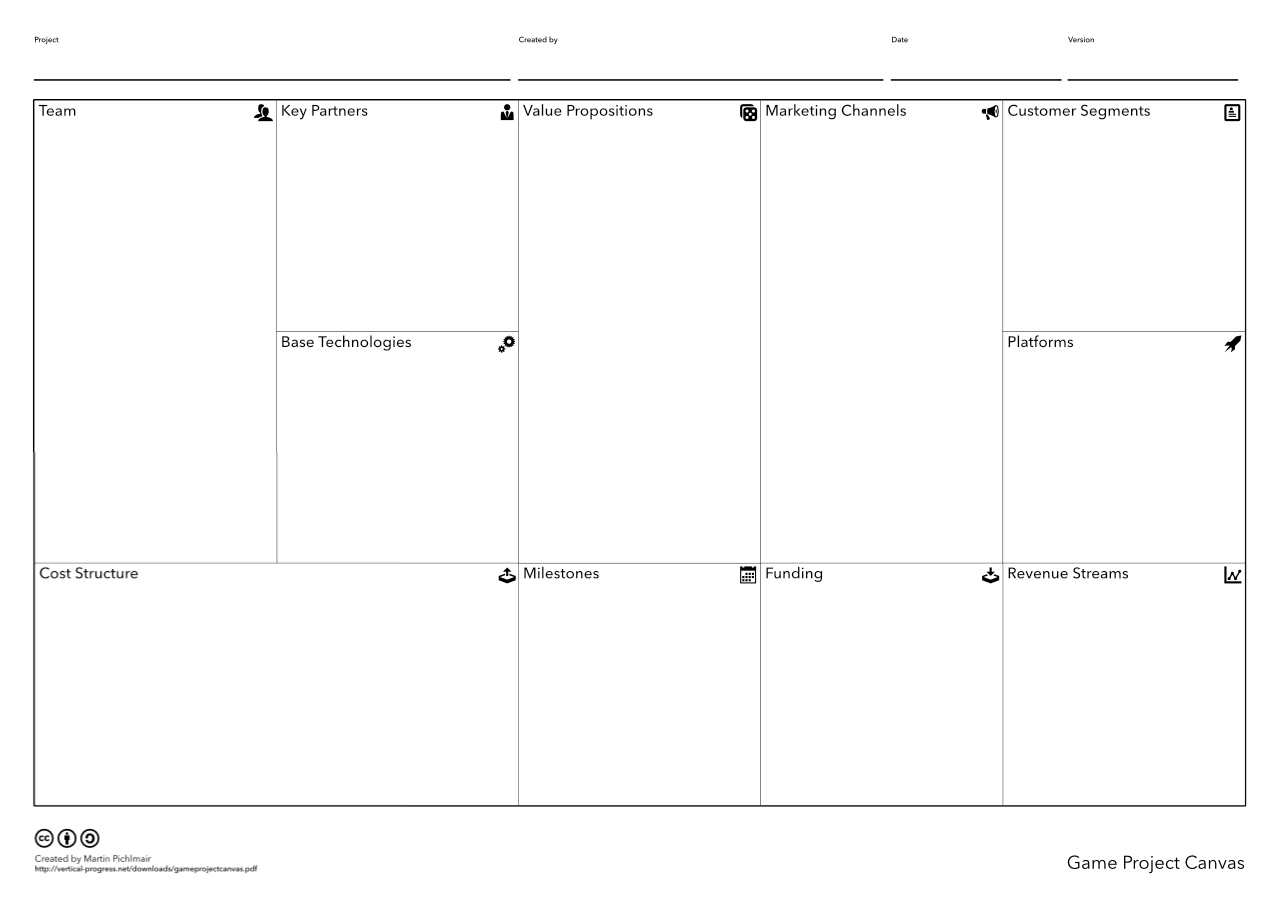 Project
Created by
Date
Version
Team
Key Partners
Value Propositions
Marketing Channels
Customer Segments
Base Technologies
Platforms
Cost Structure
Milestones
Funding
Revenue Streams
cc
Created by Martin Pichlmair
http://vertical-progress.net/downloads/gameprojectcanvas.pdf
Game Project Canvas